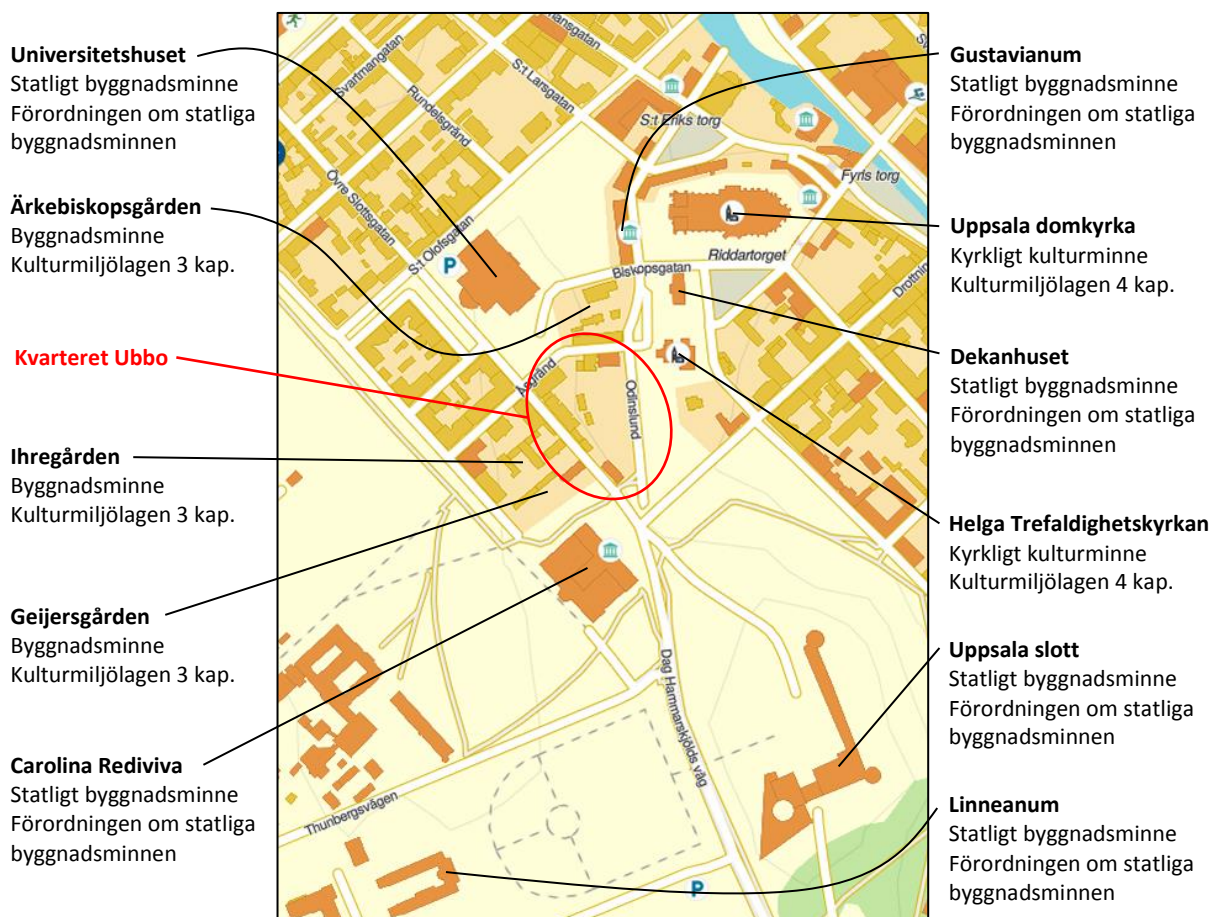 Universitetshuset
Statligt byggnadsminne
Förordningen om statliga
byggnadsminnen
Ärkebiskopsgården
Byggnadsminne
Kulturmiljölagen 3 kap.
Kvarteret Ubbo
Ihregården
Byggnadsminne
Kulturmiljölagen 3 kap.
Geijersgården
Byggnadsminne
Kulturmiljölagen 3 kap.
Carolina Rediviva
Statligt byggnadsminne
Förordningen om statliga
byggnadsminnen
Svartmangatan
Rundelsgränd
S:t Larsgatan
Övre Slottsgatan
S:t Olofsgatan
P
S:t Eriks torg
Fyris torg
Riddartorget
Biskopsgatan
Drottning
Åsgränd
Odinslund
Dag Hammarskjölds väg
Thunbergsvägen
P
Gustavianum
Statligt byggnadsminne
Förordningen om statliga
byggnadsminnen
Uppsala domkyrka
Kyrkligt kulturminne
Kulturmiljölagen 4 kap.
Dekanhuset
Statligt byggnadsminne
Förordningen om statliga
byggnadsminnen
Helga Trefaldighetskyrkan
Kyrkligt kulturminne
Kulturmiljölagen 4 kap.
Uppsala slott
Statligt byggnadsminne
Förordningen om statliga
byggnadsminnen
Linneanum
Statligt byggnadsminne
Förordningen om statliga
byggnadsminnen